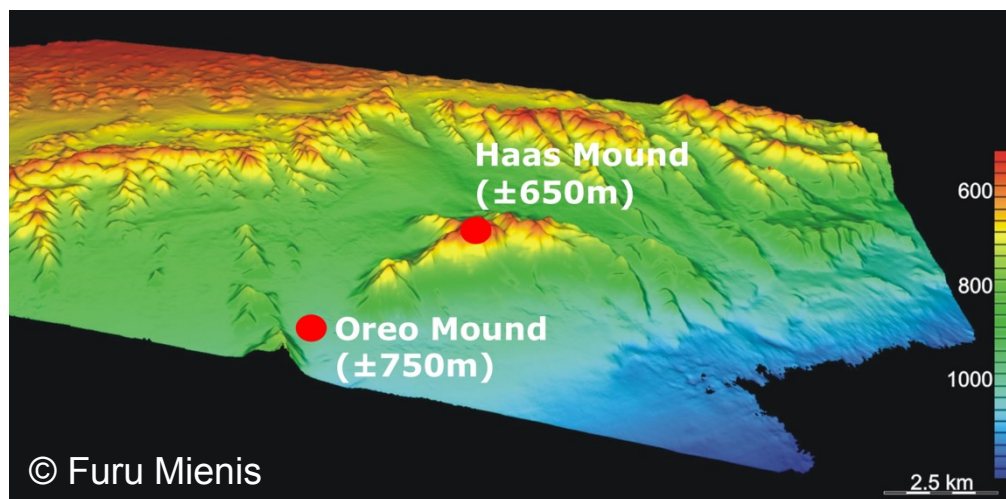 Haas Mound
(±650m)
600
800
Oreo Mound
(±750m)
1000
© Furu Mienis
2.5 km